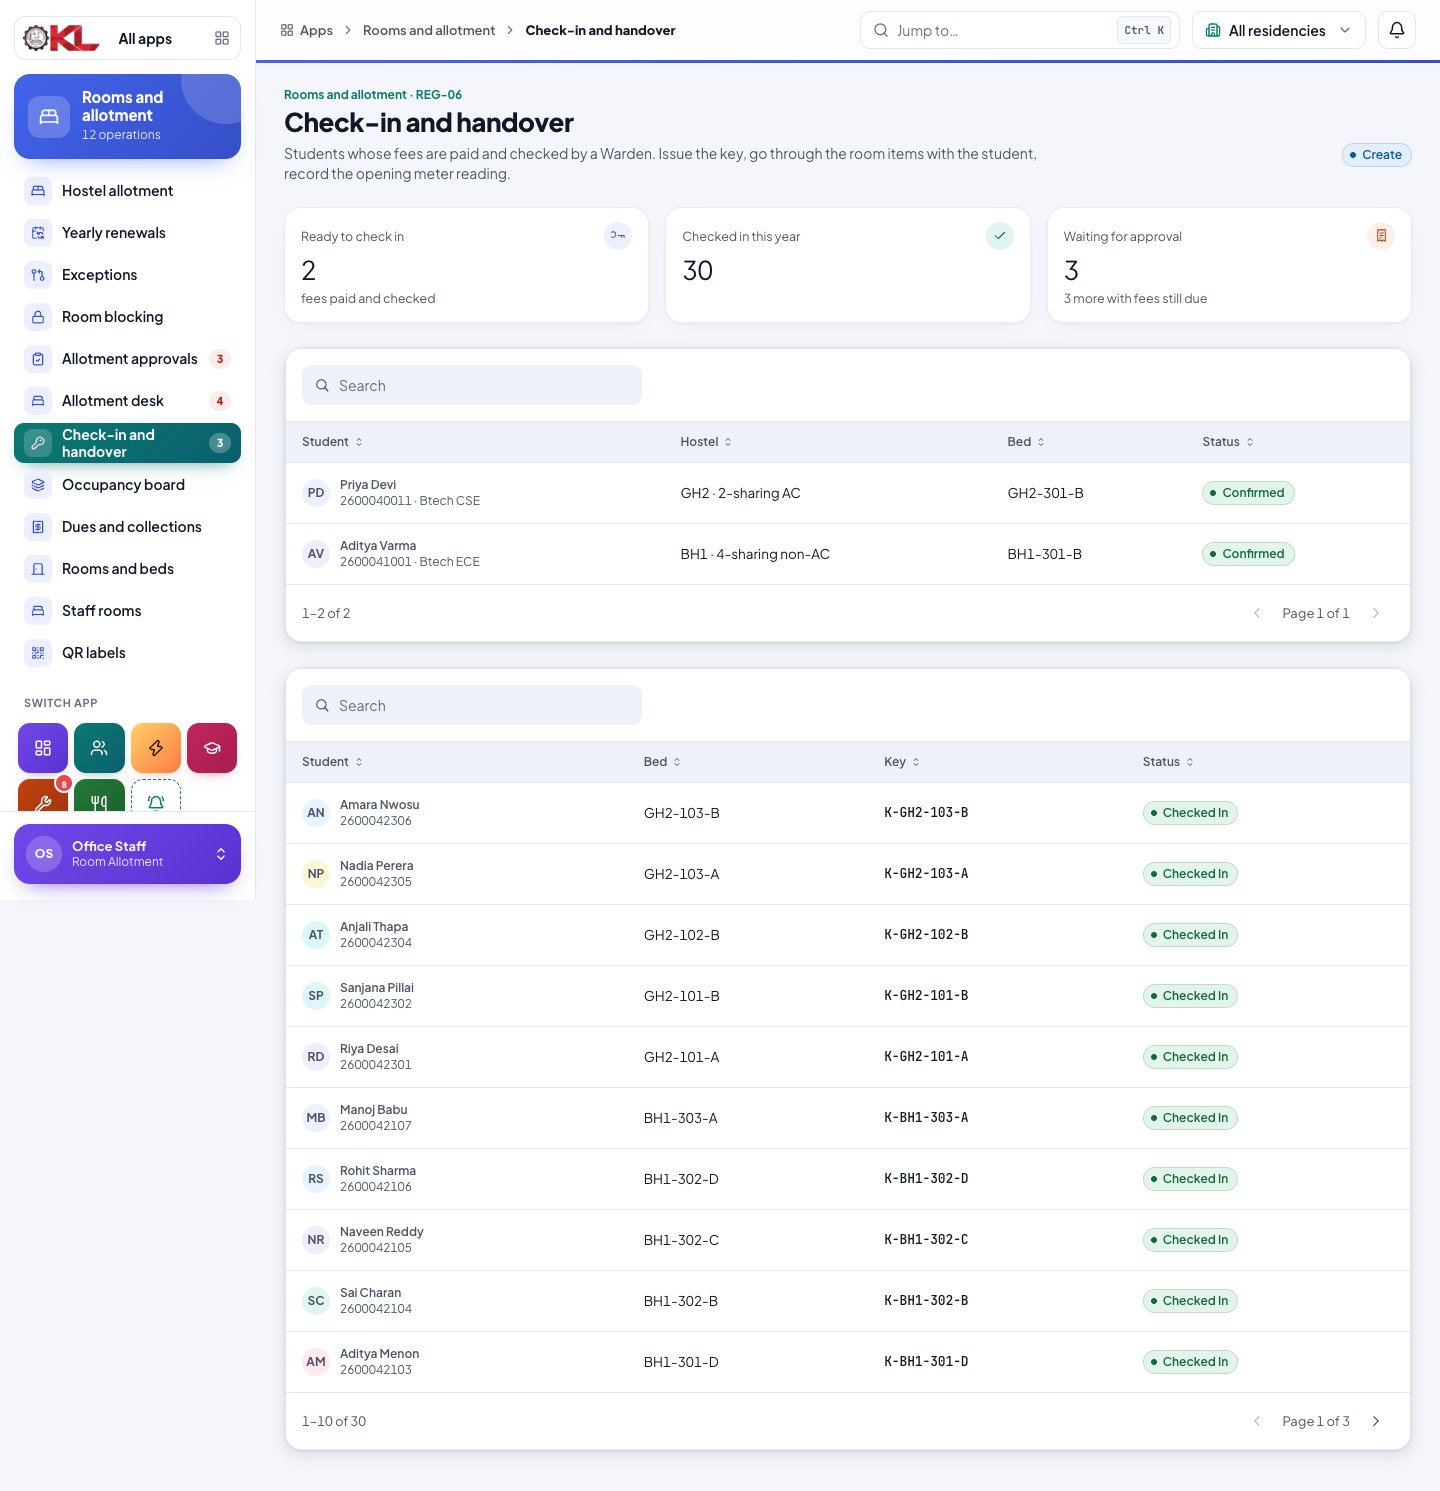 KL
All apps
Rooms and
allotment
12 operations
Hostel allotment
Yearly renewals
Exceptions
Room blocking
Allotment approvals 3
Allotment desk 4
Check-in and
handover 3
Occupancy board
Dues and collections
Rooms and beds
Staff rooms
QR labels
SWITCH APP
8
OS Office Staff
Room Allotment
Apps > Rooms and allotment > Check-in and handover
Jump to... Ctrl K
All residencies
Rooms and allotment · REG-06
Check-in and handover
Students whose fees are paid and checked by a Warden. Issue the key, go through the room items with the student,
record the opening meter reading.
Create
Ready to check in
2
fees paid and checked
Checked in this year
30
Waiting for approval
3
3 more with fees still due
Search
Student Hostel Bed Status
PD Priya Devi
2600040011 · Btech CSE
GH2 · 2-sharing AC GH2-301-B Confirmed
AV Aditya Varma
2600041001 · Btech ECE
BH1 · 4-sharing non-AC BH1-301-B Confirmed
1–2 of 2 Page 1 of 1
Search
Student Bed Key Status
AN Amara Nwosu
2600042306
GH2-103-B K-GH2-103-B Checked In
NP Nadia Perera
2600042305
GH2-103-A K-GH2-103-A Checked In
AT Anjali Thapa
2600042304
GH2-102-B K-GH2-102-B Checked In
SP Sanjana Pillai
2600042302
GH2-101-B K-GH2-101-B Checked In
RD Riya Desai
2600042301
GH2-101-A K-GH2-101-A Checked In
MB Manoj Babu
2600042107
BH1-303-A K-BH1-303-A Checked In
RS Rohit Sharma
2600042106
BH1-302-D K-BH1-302-D Checked In
NR Naveen Reddy
2600042105
BH1-302-C K-BH1-302-C Checked In
SC Sai Charan
2600042104
BH1-302-B K-BH1-302-B Checked In
AM Aditya Menon
2600042103
BH1-301-D K-BH1-301-D Checked In
1–10 of 30 Page 1 of 3